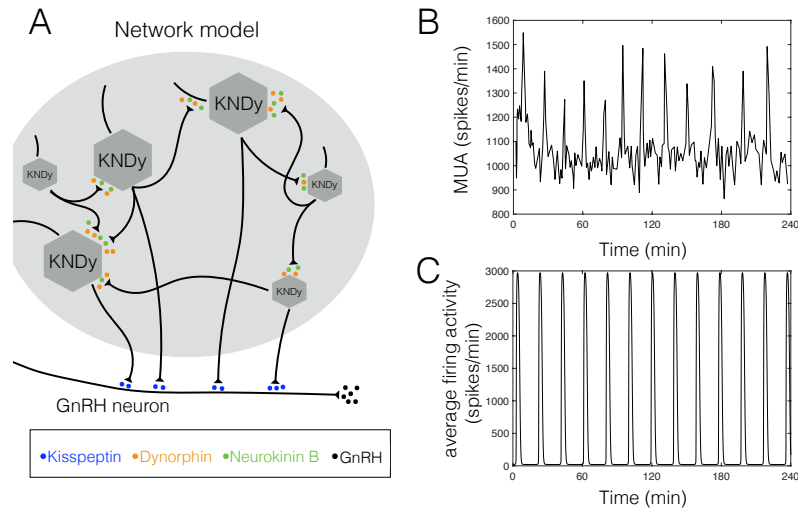 A
Network model
KNDy
KNDy
KNDy
KNDy
KNDy
KNDy
GnRH neuron
Kisspeptin Dynorphin Neurokinin B GnRH
B
MUA (spikes/min)
1600
1500
1400
1300
1200
1100
1000
900
800
0 60 120 180 240
Time (min)
C
average firing activity
(spikes/min)
3000
2500
2000
1500
1000
500
0
0 60 120 180 240
Time (min)